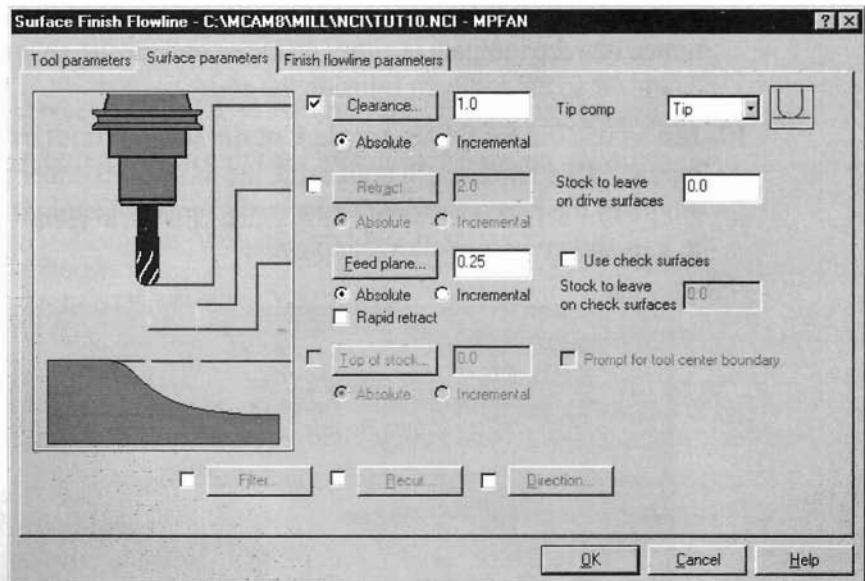 Surface Finish Flowline - C:\MCAM8\MILL\NCI\TUT10.NCI - MPFAN
Tool parameters
Surface parameters
Finish flowline parameters
Clearance...
1.0
Absolute
Incremental
Tip comp
Tip
Retract...
2.0
Absolute
Incremental
Stock to leave
on drive surfaces
0.0
Feed plane...
0.25
Absolute
Incremental
Rapid retract
Use check surfaces
Stock to leave
on check surfaces
0.0
Top of stock...
0.0
Absolute
Incremental
Prompt for tool center boundary
Filter...
Recut...
Direction...
OK
Cancel
Help